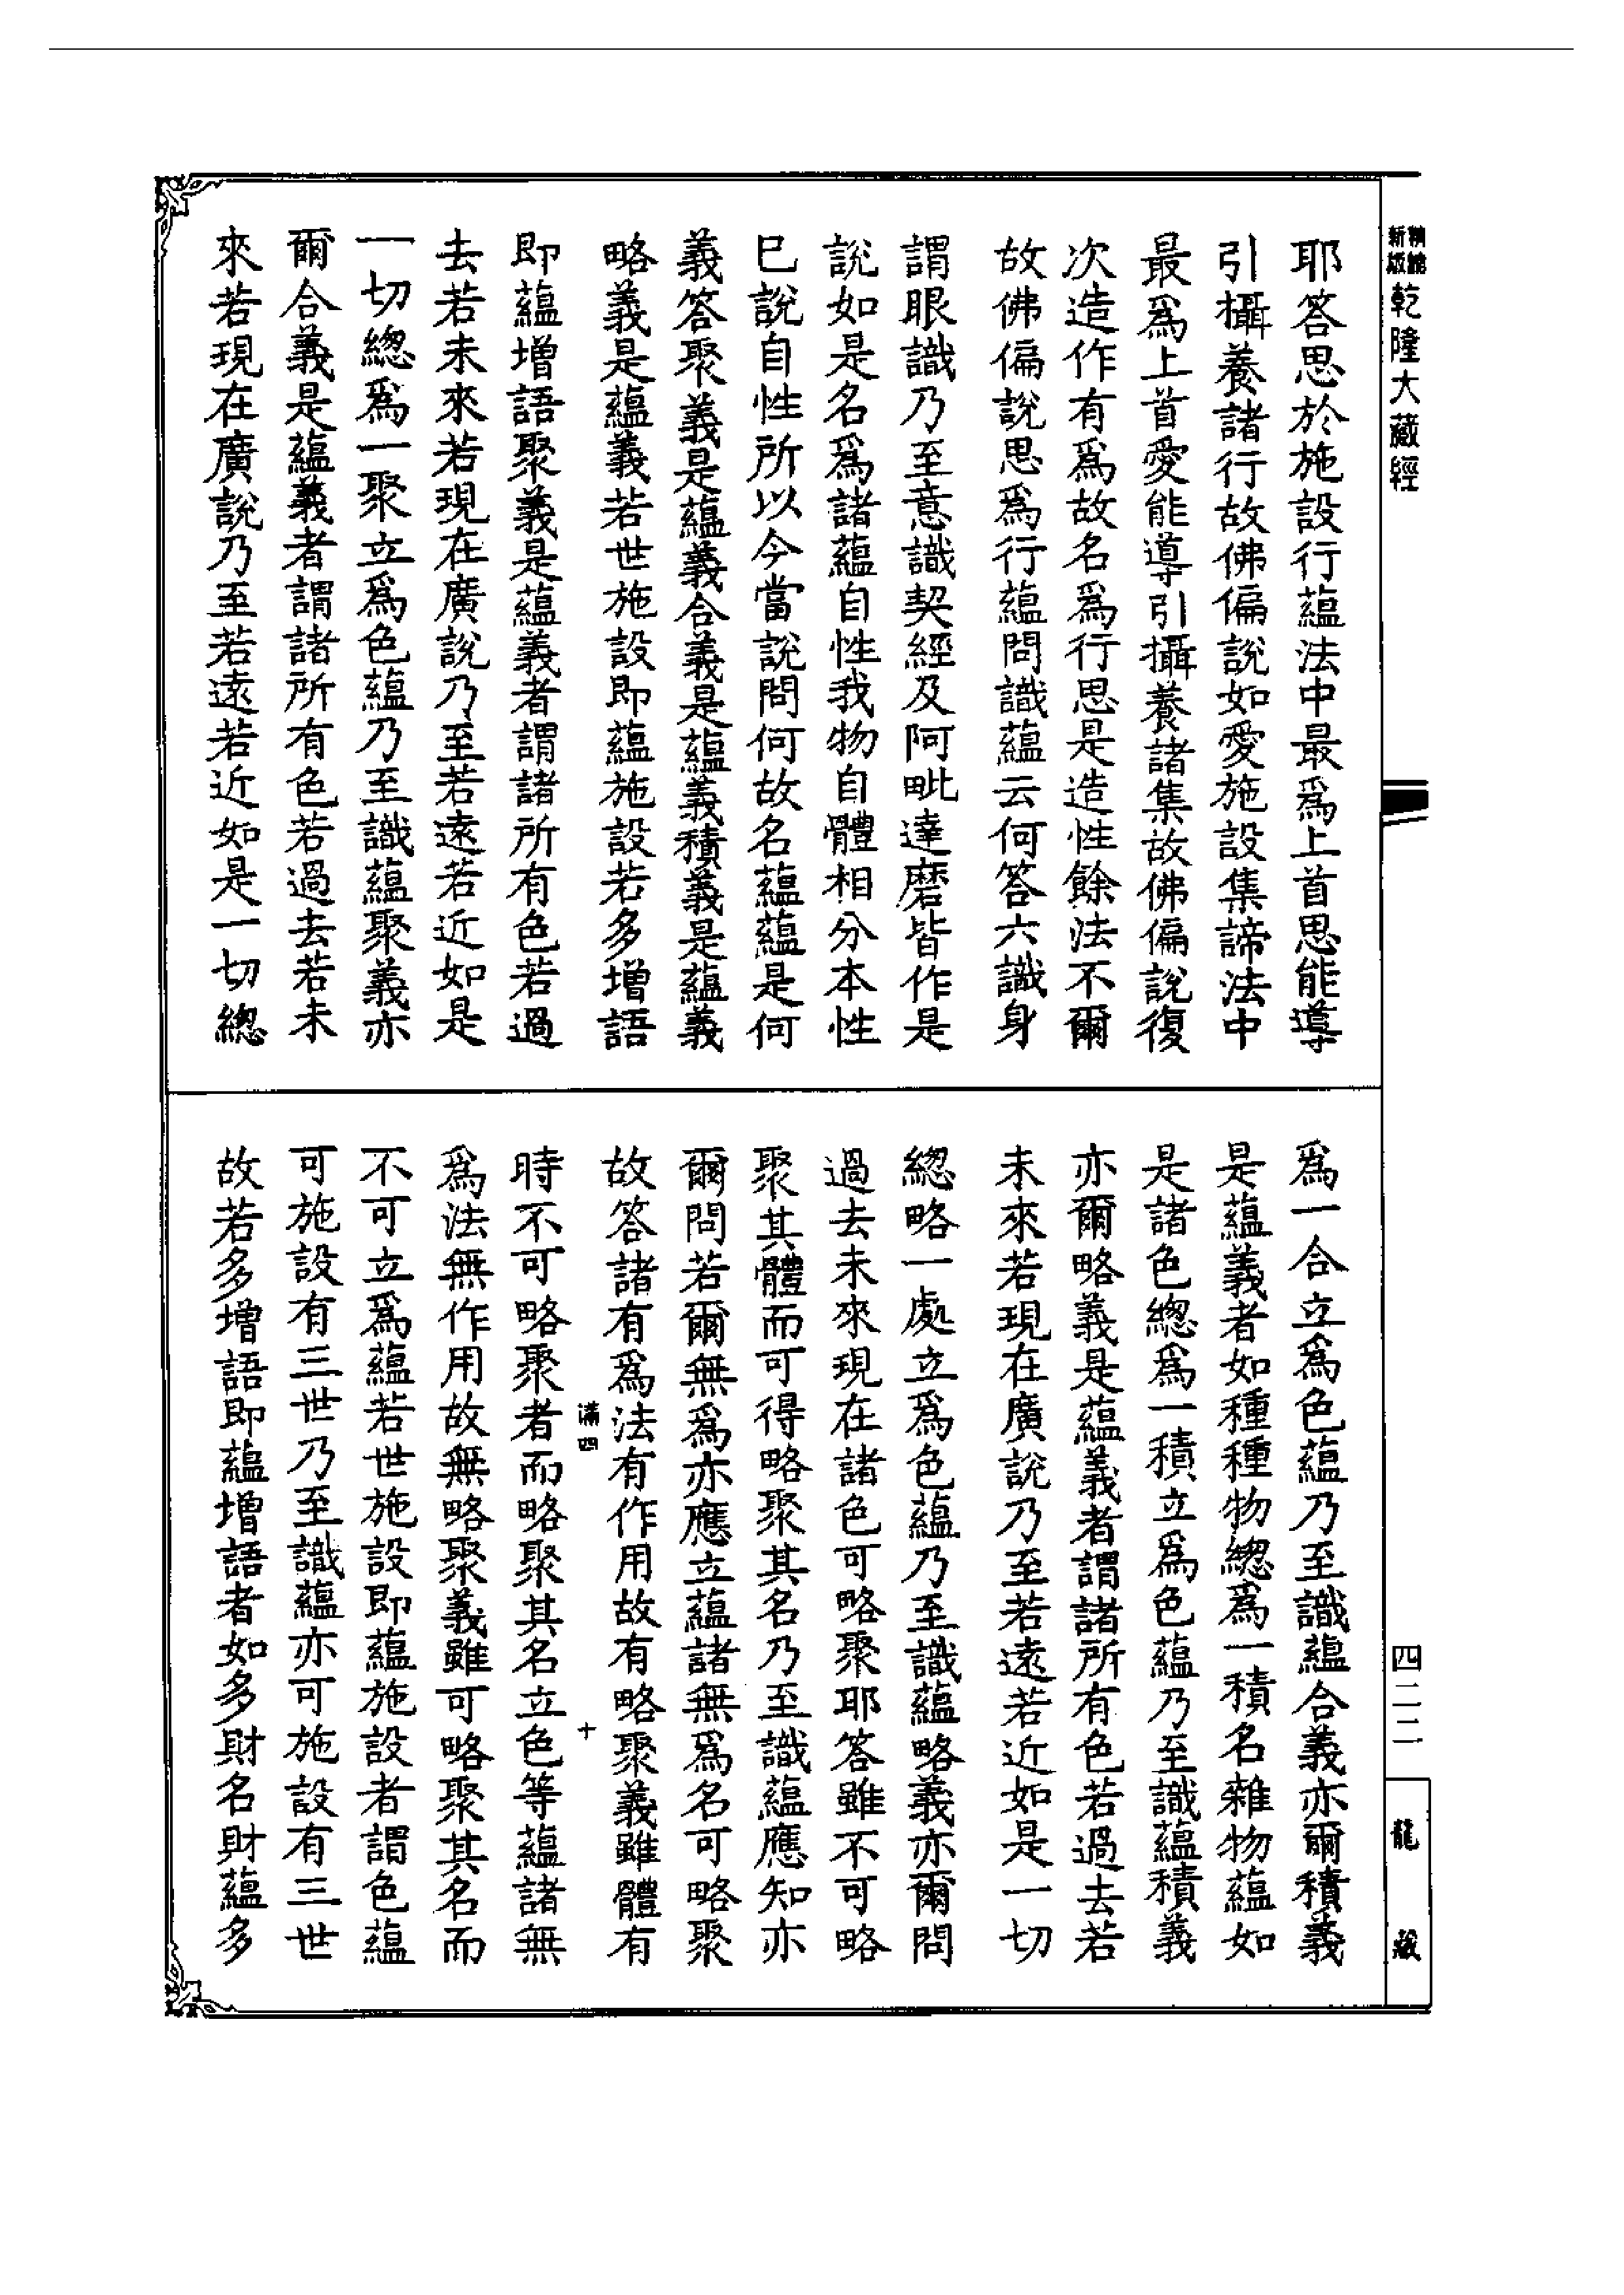 精縮新版乾隆大藏經
耶答思於施設行蘊法中最爲上首思能導
引攝養諸行故佛偏說如愛施設集諦法中
最爲上首愛能導引攝養諸集故佛偏說復
次造作有爲故名爲行思是造性餘法不爾
故佛偏說思爲行蘊問識蘊云何答六識身
謂眼識乃至意識契經及阿毗達磨皆作是
說如是名爲諸蘊自性我物自體相分本性
已說自性所以今當說問何故名蘊蘊是何
義答聚義是蘊義合義是蘊義積義是蘊義
略義是蘊義若世施設即蘊施設若多增語
即蘊增語聚義是蘊義者謂諸所有色若過
去若未來若現在廣說乃至若遠若近如是
一切總爲一聚立爲色蘊乃至識蘊聚義亦
爾合義是蘊義者謂諸所有色若過去若未
來若現在廣說乃至若遠若近如是一切總
爲一合立爲色蘊乃至識蘊合義亦爾積義
是蘊義者如種種物總爲一積名雜物蘊如
是諸色總爲一積立爲色蘊乃至識蘊積義
亦爾略義是蘊義者謂諸所有色若過去若
未來若現在廣說乃至若遠若近如是一切
總略一處立爲色蘊乃至識蘊略義亦爾問
過去未來現在諸色可略聚耶答雖不可略
聚其體而可得略聚其名乃至識蘊應知亦
爾問若爾無爲亦應立蘊諸無爲名可略聚
故答諸有爲法有作用故有略聚義雖體有
滿四 十
時不可略聚者而略聚其名立色等蘊諸無
爲法無作用故無略聚義雖可略聚其名而
不可立爲蘊若世施設即蘊施設者謂色蘊
可施設有三世乃至識蘊亦可施設有三世
故若多增語即蘊增語者如多財名財蘊多
四二二
龍藏